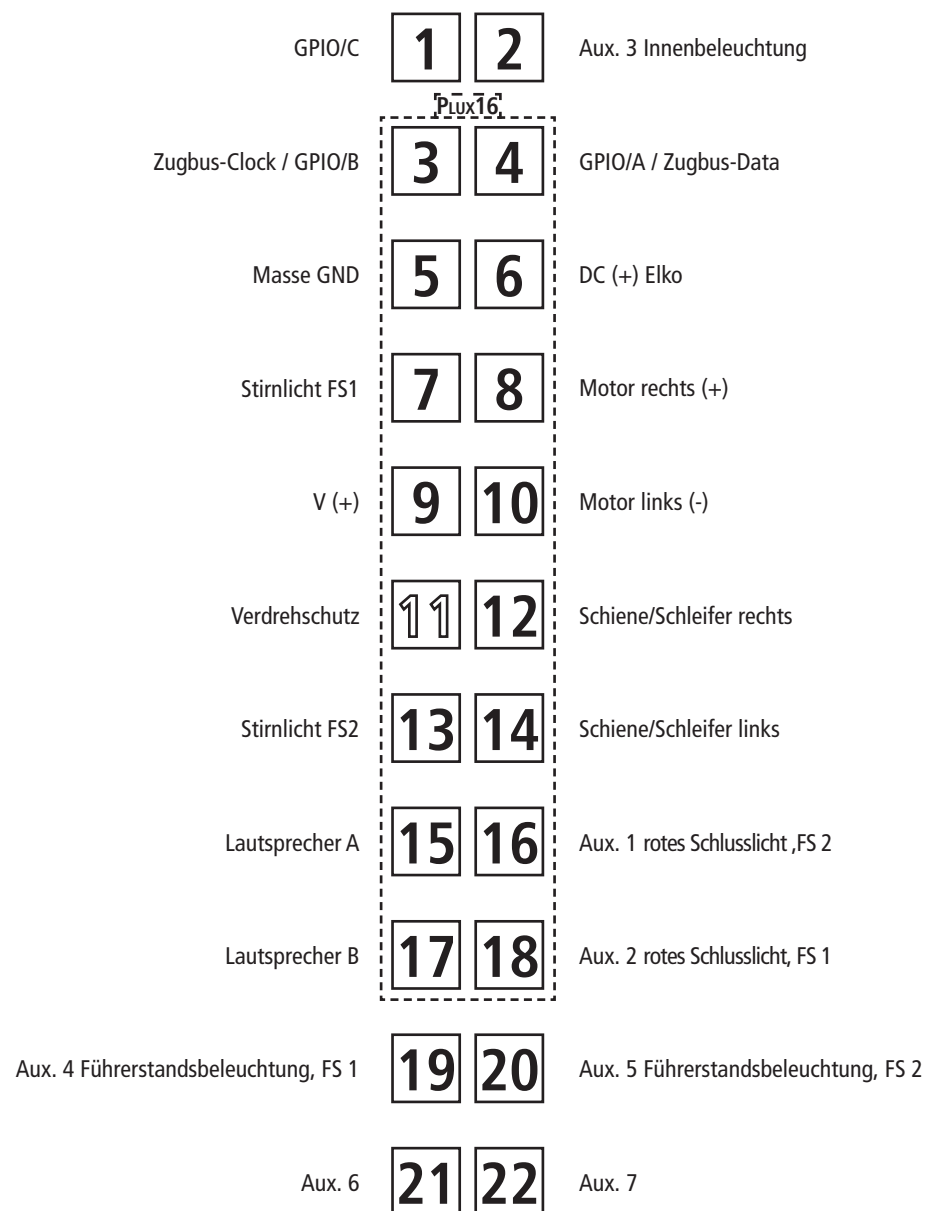 GPIO/C 1 2 Aux. 3 Innenbeleuchtung
PLUX16
Zugbus-Clock / GPIO/B 3 4 GPIO/A / Zugbus-Data
Masse GND 5 6 DC (+) Elko
Stirnlicht FS1 7 8 Motor rechts (+)
V (+) 9 10 Motor links (-)
Verdrehschutz 11 12 Schiene/Schleifer rechts
Stirnlicht FS2 13 14 Schiene/Schleifer links
Lautsprecher A 15 16 Aux. 1 rotes Schlusslicht ,FS 2
Lautsprecher B 17 18 Aux. 2 rotes Schlusslicht, FS 1
Aux. 4 Führerstandsbeleuchtung, FS 1 19 20 Aux. 5 Führerstandsbeleuchtung, FS 2
Aux. 6 21 22 Aux. 7